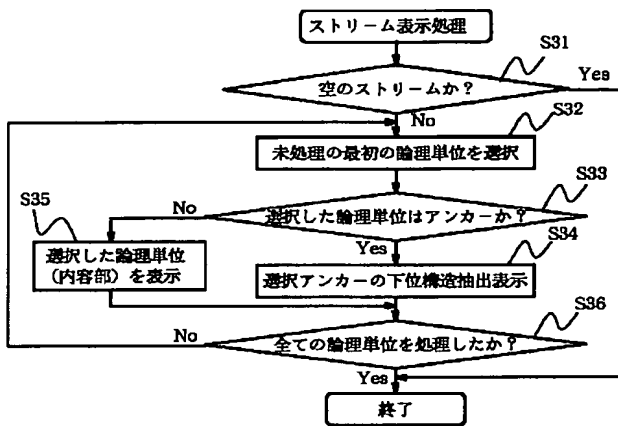 ストリーム表示処理
S31
空のストリームか？
Yes
No
S32
未処理の最初の論理単位を選択
S33
選択した論理単位はアンカーか？
No
Yes
S35
選択した論理単位
（内容部）を表示
S34
選択アンカーの下位構造抽出表示
S36
全ての論理単位を処理したか？
No
Yes
終了